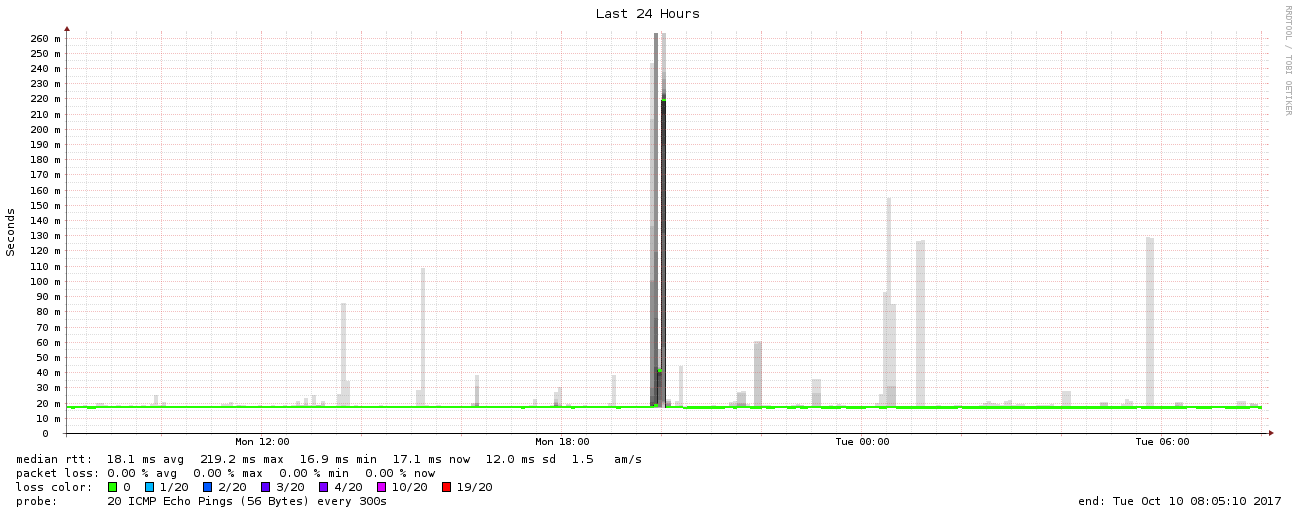 Last 24 Hours
RRDTOOL / TOBI OETIKER
Seconds
260 m
250 m
240 m
230 m
220 m
210 m
200 m
190 m
180 m
170 m
160 m
150 m
140 m
130 m
120 m
110 m
100 m
90 m
80 m
70 m
60 m
50 m
40 m
30 m
20 m
10 m
0
Mon 12:00 Mon 18:00 Tue 00:00 Tue 06:00
median rtt: 18.1 ms avg 219.2 ms max 16.9 ms min 17.1 ms now 12.0 ms sd 1.5 am/s
packet loss: 0.00 % avg 0.00 % max 0.00 % min 0.00 % now
loss color: 0 1/20 2/20 3/20 4/20 10/20 19/20
probe: 20 ICMP Echo Pings (56 Bytes) every 300s end: Tue Oct 10 08:05:10 2017